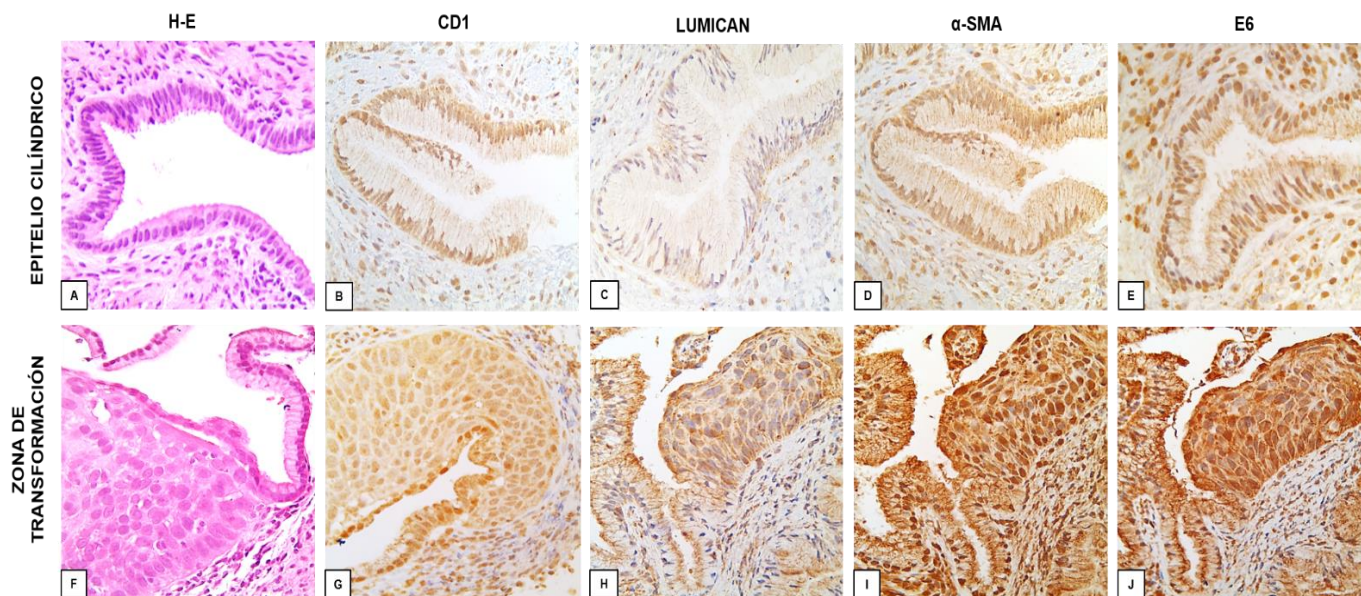 H-E
CD1
LUMICAN
α-SMA
E6
EPITELIO CILÍNDRICO
A
B
C
D
E
ZONA DE
TRANSFORMACIÓN
F
G
H
I
J